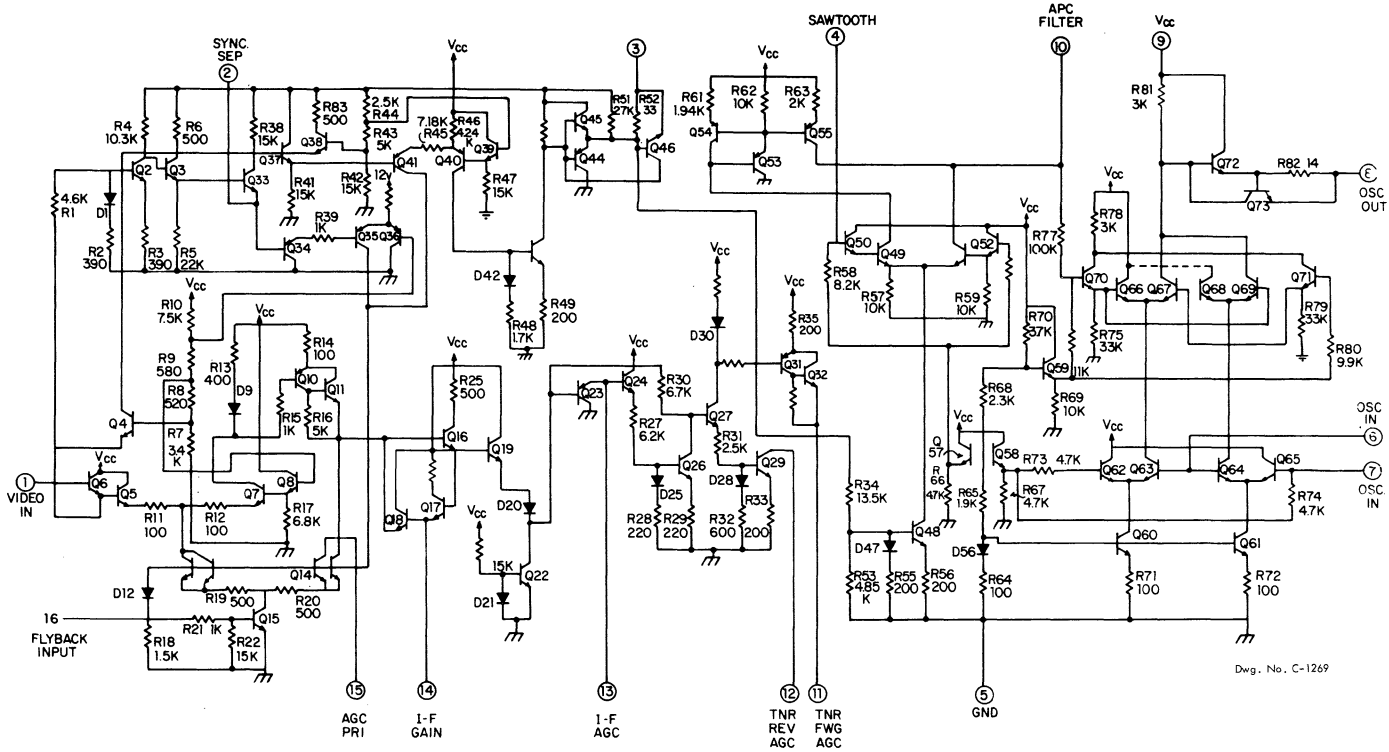 SYNC.
SEP
2
3
SAWTOOTH
4
APC
FILTER
10
Vcc
9
Vcc
Vcc
R4
10.3K
R6
500
R38
15K
R83
500
2.5K
R44
R43
5K
7.18K
R45
R46
424
K
Q39
Q45
R51
27K
R52
33
R61
1.94K
R62
10K
R63
2K
R81
3K
Q38
Q37
Q41
Q40
Q44
Q46
Q54
Q55
Q53
Q72
R82 14
Q73
8
OSC
OUT
Q2
Q3
Q33
R41
15K
R42
15K
12V
R47
15K
4.6K
R1
D1
R2
390
R3
390
R5
22K
Q34
R39
1K
Q35
Q36
D42
R48
1.7K
R49
200
Q50
Q49
Q52
Vcc
R58
8.2K
R57
10K
R59
10K
R77
100K
Vcc
R78
3K
Q70
Q66
Q67
Q68
Q69
Q71
R75
33K
R79
33K
R80
9.9K
R70
37K
Q59
11K
R69
10K
R68
2.3K
R10
7.5K
Vcc
R9
580
R8
520
R7
3.4
K
Q4
Vcc
R13
400
D9
R14
100
Q10
Q11
R15
1K
R16
5K
Vcc
R25
500
Q16
Q19
Q17
Q18
D20
Q23
Vcc
Q24
R30
6.7K
R27
6.2K
D30
Q27
R31
2.5K
Vcc
R35
200
Q31
Q32
Q26
D25
D28
Q29
R28
220
R29
220
R32
600
R33
200
R34
13.5K
Vcc
Q
57
R
66
47K
Q58
R73
4.7K
R67
4.7K
R65
1.9K
Vcc
Q62
Q63
Q64
Q65
OSC
IN
6
7
OSC.
IN
R74
4.7K
1
VIDEO
IN
Vcc
Q6
Q5
R11
100
R12
100
Q7
Q8
R17
6.8K
Q14
D12
R19
500
R20
500
Q15
16
FLYBACK
INPUT
R21 1K
R18
1.5K
R22
15K
Vcc
15K
D21
Q22
D47
Q48
R53
4.85
K
R55
200
R56
200
D56
R64
100
Q60
Q61
R71
100
R72
100
15
AGC
PRI
14
I-F
GAIN
13
I-F
AGC
12
TNR
REV
AGC
11
TNR
FWG
AGC
5
GND
Dwg. No. C-1269